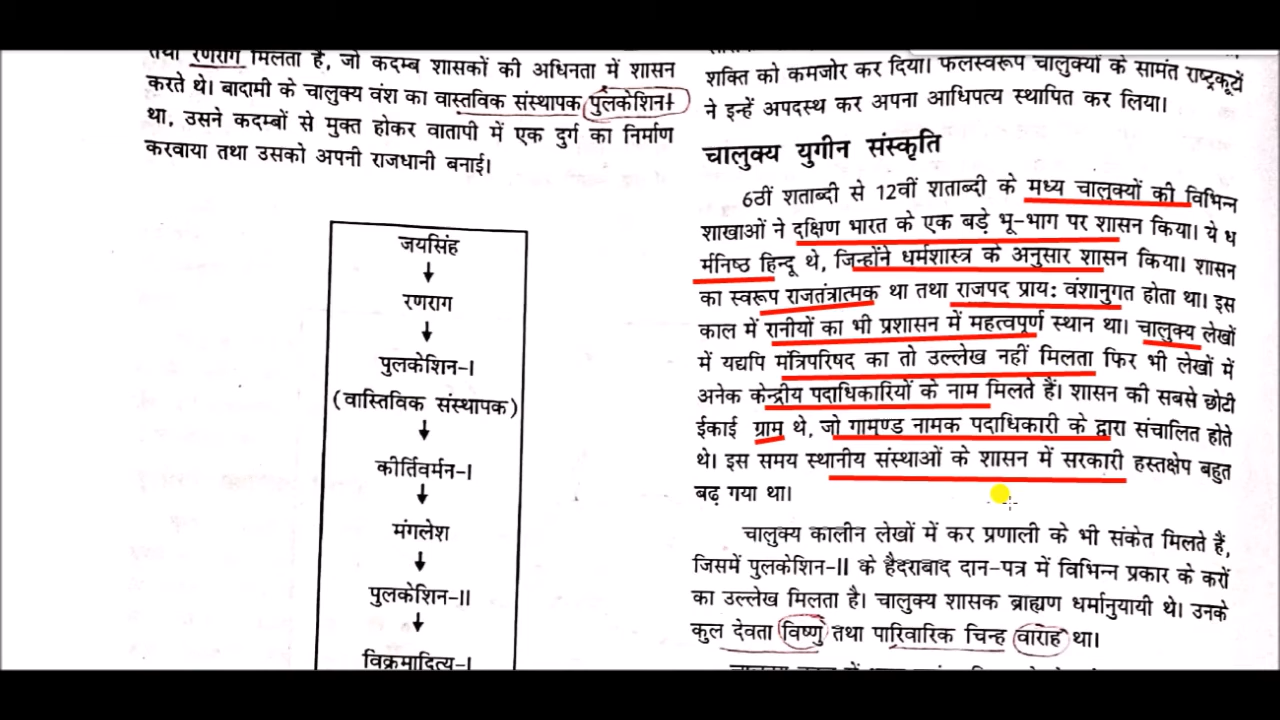 तथा रणराग मिलता है, जो कदम्ब शासकों की अधिनता में शासन
करते थे। बादामी के चालुक्य वंश का वास्तविक संस्थापक पुलकेशिन-I
था, उसने कदम्बों से मुक्त होकर वातापी में एक दुर्ग का निर्माण
करवाया तथा उसको अपनी राजधानी बनाई।
जयसिंह
↓
रणराग
↓
पुलकेशिन-I
(वास्तिविक संस्थापक)
↓
कीर्तिवर्मन-I
↓
मंगलेश
↓
पुलकेशिन-II
↓
विक्रमादित्य-I
शक्ति को कमजोर कर दिया। फलस्वरूप चालुक्यों के सामंत राष्ट्रकूटों
ने इन्हें अपदस्थ कर अपना आधिपत्य स्थापित कर लिया।
चालुक्य युगीन संस्कृति
6ठीं शताब्दी से 12वीं शताब्दी के मध्य चालुक्यों की विभिन्न
शाखाओं ने दक्षिण भारत के एक बड़े भू-भाग पर शासन किया। ये ध
र्मनिष्ठ हिन्दू थे, जिन्होंने धर्मशास्त्र के अनुसार शासन किया। शासन
का स्वरूप राजतंत्रात्मक था तथा राजपद प्राय: वंशानुगत होता था। इस
काल में रानीयों का भी प्रशासन में महत्वपूर्ण स्थान था। चालुक्य लेखों
में यद्यपि मंत्रिपरिषद का तो उल्लेख नहीं मिलता फिर भी लेखों में
अनेक केन्द्रीय पदाधिकारियों के नाम मिलते हैं। शासन की सबसे छोटी
ईकाई ग्राम थे, जो गामुण्ड नामक पदाधिकारी के द्वारा संचालित होते
थे। इस समय स्थानीय संस्थाओं के शासन में सरकारी हस्तक्षेप बहुत
बढ़ गया था।
चालुक्य कालीन लेखों में कर प्रणाली के भी संकेत मिलते हैं,
जिसमें पुलकेशिन-II के हैदराबाद दान-पत्र में विभिन्न प्रकार के करों
का उल्लेख मिलता है। चालुक्य शासक ब्राह्यण धर्मानुयायी थे। उनके
कुल देवता विष्णु तथा पारिवारिक चिन्ह वाराह था।